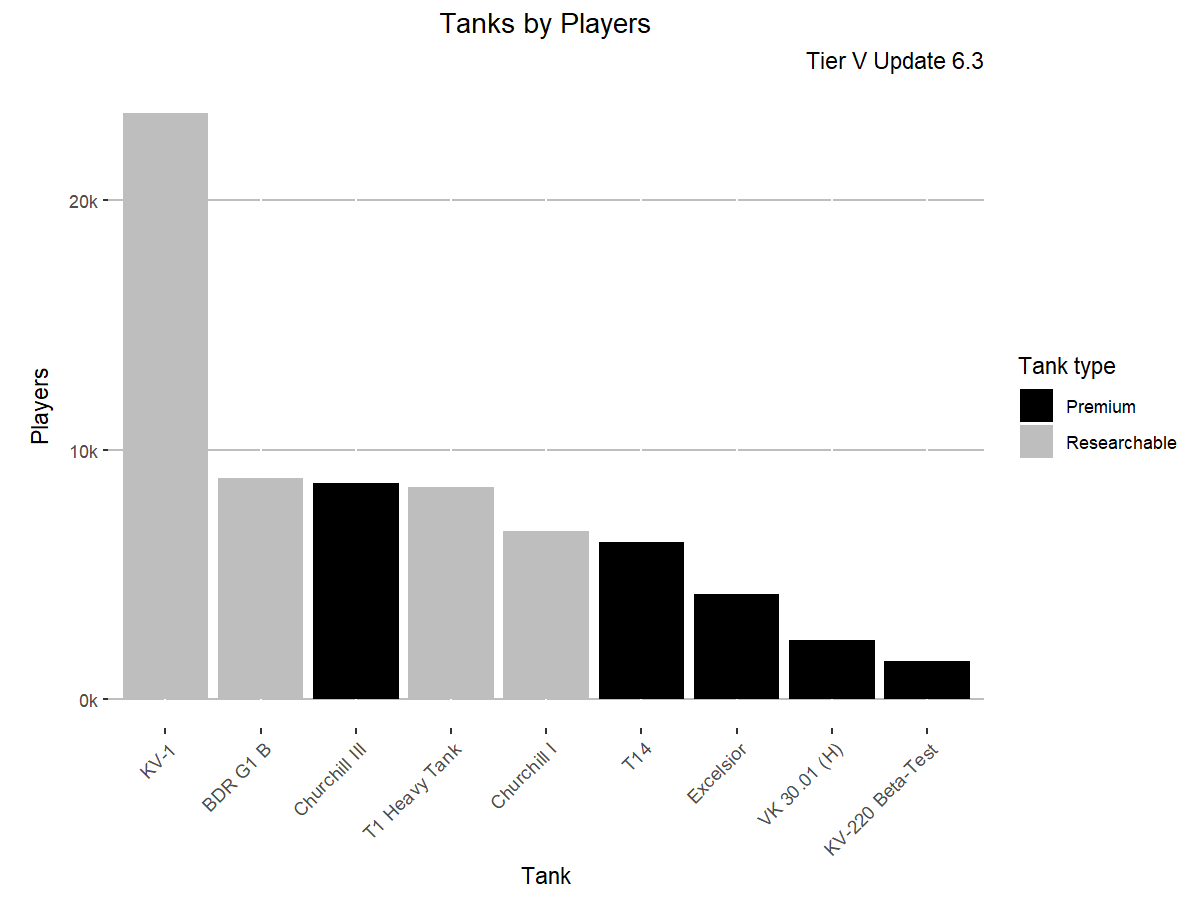 Tanks by Players
Tier V Update 6.3
20k
10k
0k
Players
KV-1
BDR G1 B
Churchill III
T1 Heavy Tank
Churchill I
T14
Excelsior
VK 30.01 (H)
KV-220 Beta-Test
Tank
Tank type
Premium
Researchable